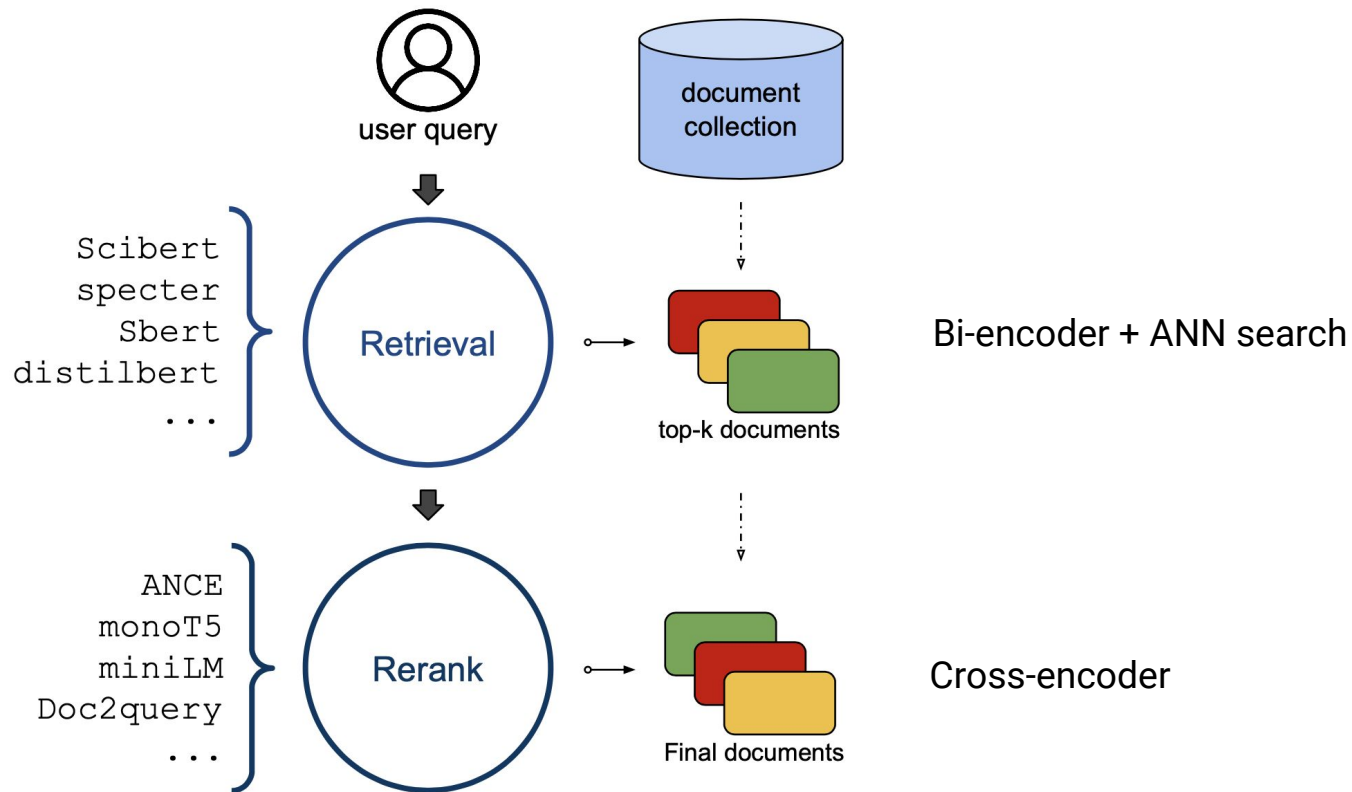 user query
document
collection
Scibert
specter
Sbert
distilbert
...
Retrieval
top-k documents
Bi-encoder + ANN search
ANCE
monoT5
miniLM
Doc2query
...
Rerank
Final documents
Cross-encoder